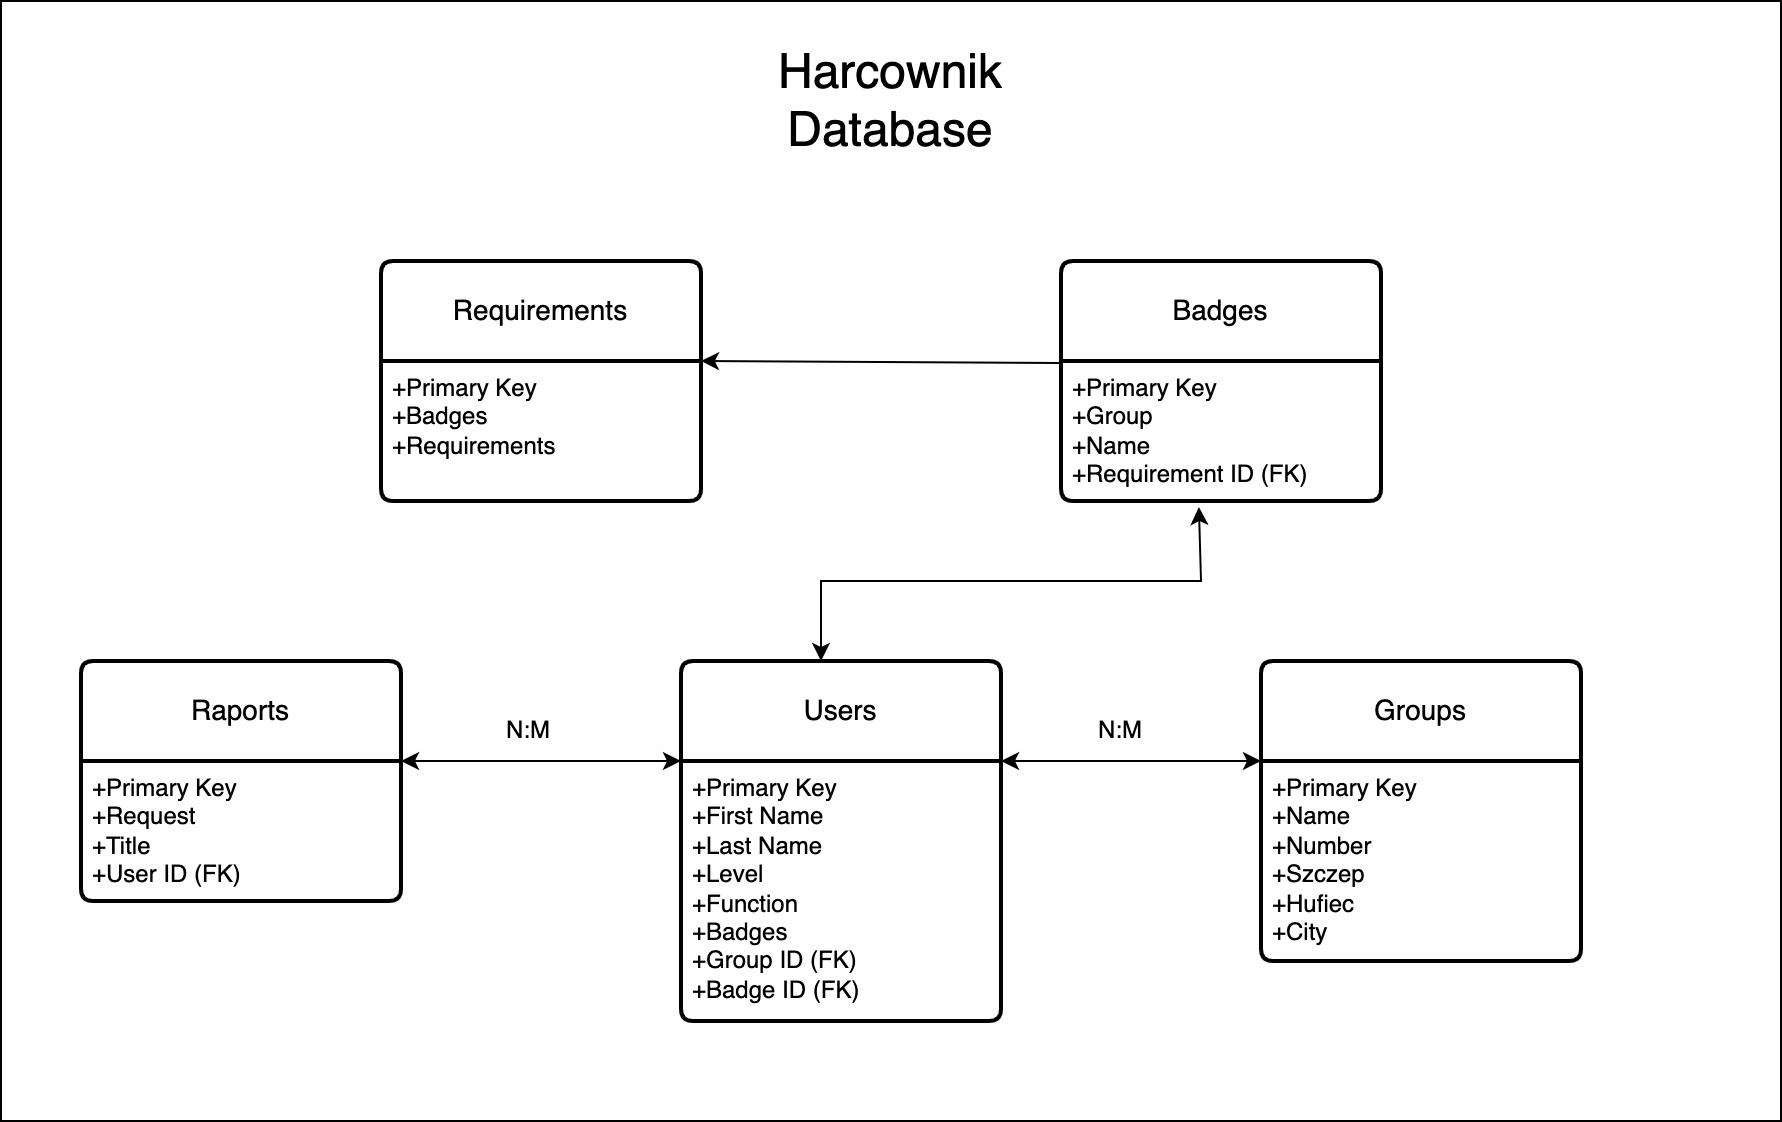 Harcownik
Database
Requirements
+Primary Key
+Badges
+Requirements
Badges
+Primary Key
+Group
+Name
+Requirement ID (FK)
Raports
+Primary Key
+Request
+Title
+User ID (FK)
N:M
Users
+Primary Key
+First Name
+Last Name
+Level
+Function
+Badges
+Group ID (FK)
+Badge ID (FK)
N:M
Groups
+Primary Key
+Name
+Number
+Szczep
+Hufiec
+City